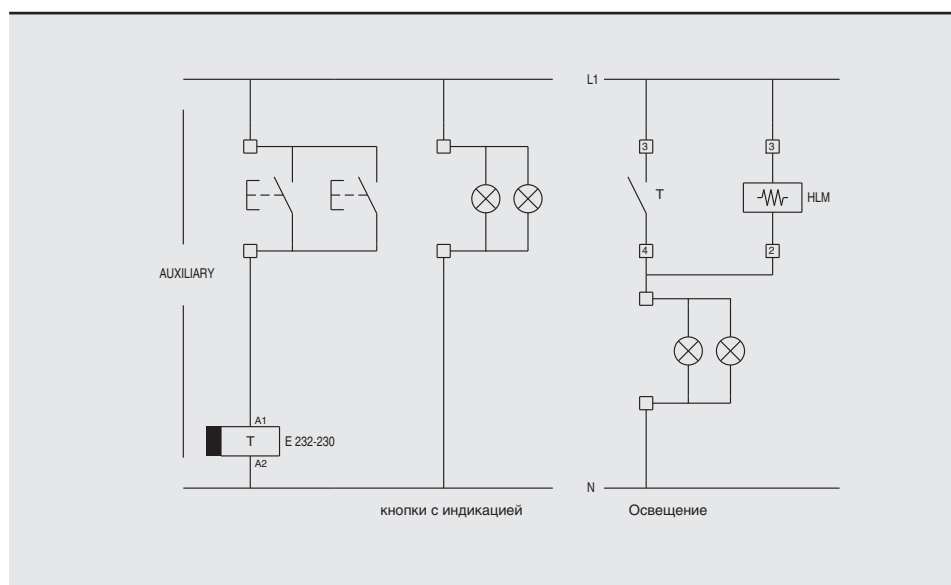 L1
3
3
T
HLM
4
2
AUXILIARY
A1
T
E 232-230
A2
N
кнопки с индикацией
Освещение